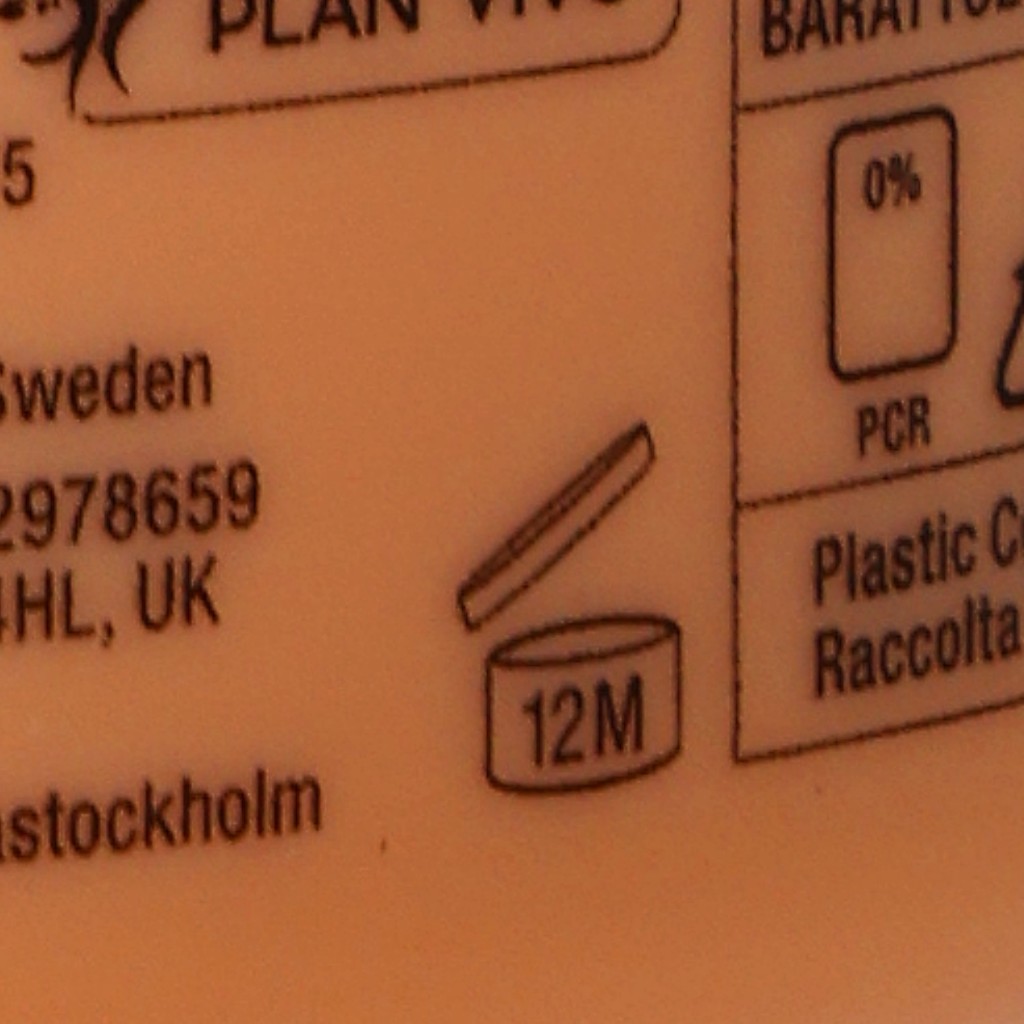 PLAN VIVO
5
Sweden
2978659
4HL, UK
12M
astockholm
0%
PCR
Plastic
Raccolta